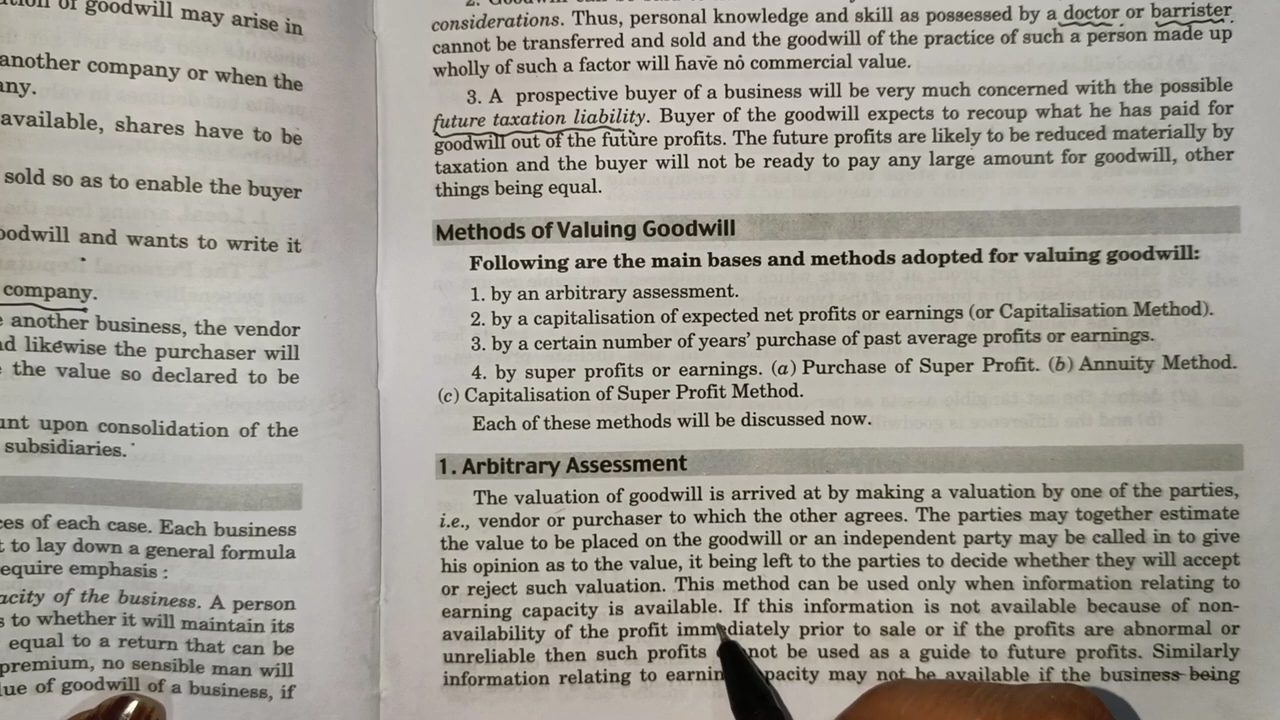 of goodwill may arise in
another company or when the
any.
available, shares have to be
sold so as to enable the buyer
goodwill and wants to write it
company.
another business, the vendor
likewise the purchaser will
the value so declared to be
upon consolidation of the
subsidiaries.
of each case. Each business
to lay down a general formula
require emphasis :
of the business. A person
to whether it will maintain its
equal to a return that can be
premium, no sensible man will
of goodwill of a business, if
considerations. Thus, personal knowledge and skill as possessed by a doctor or barrister
cannot be transferred and sold and the goodwill of the practice of such a person made up
wholly of such a factor will have no commercial value.
3. A prospective buyer of a business will be very much concerned with the possible
future taxation liability. Buyer of the goodwill expects to recoup what he has paid for
goodwill out of the future profits. The future profits are likely to be reduced materially by
taxation and the buyer will not be ready to pay any large amount for goodwill, other
things being equal.
Methods of Valuing Goodwill
Following are the main bases and methods adopted for valuing goodwill:
1. by an arbitrary assessment.
2. by a capitalisation of expected net profits or earnings (or Capitalisation Method).
3. by a certain number of years' purchase of past average profits or earnings.
4. by super profits or earnings. (a) Purchase of Super Profit. (b) Annuity Method.
(c) Capitalisation of Super Profit Method.
Each of these methods will be discussed now.
1. Arbitrary Assessment
The valuation of goodwill is arrived at by making a valuation by one of the parties,
i.e., vendor or purchaser to which the other agrees. The parties may together estimate
the value to be placed on the goodwill or an independent party may be called in to give
his opinion as to the value, it being left to the parties to decide whether they will accept
or reject such valuation. This method can be used only when information relating to
earning capacity is available. If this information is not available because of non-
availability of the profit immediately prior to sale or if the profits are abnormal or
unreliable then such profits not be used as a guide to future profits. Similarly
information relating to may not be available if the business being